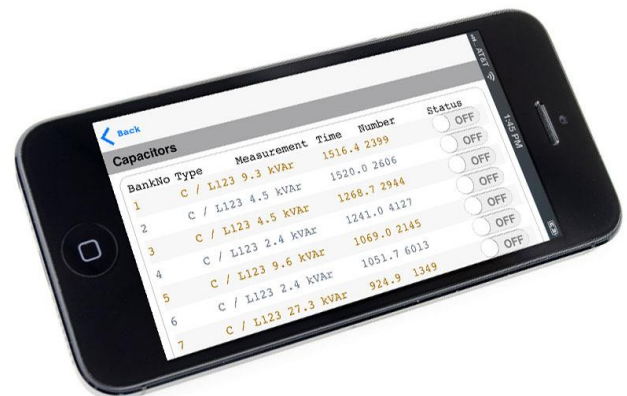 AT&T
1:45 PM
Back
Capacitors
BankNo Type Measurement Time Number Status
1 C / L123 9.3 kVAr 1516.4 2399 OFF
2 C / L123 4.5 kVAr 1520.0 2606 OFF
3 C / L123 4.5 kVAr 1268.7 2944 OFF
4 C / L123 2.4 kVAr 1241.0 4127 OFF
5 C / L123 9.6 kVAr 1069.0 2145 OFF
6 C / L123 2.4 kVAr 1051.7 6013 OFF
7 C / L123 27.3 kVAr 924.9 1349 OFF